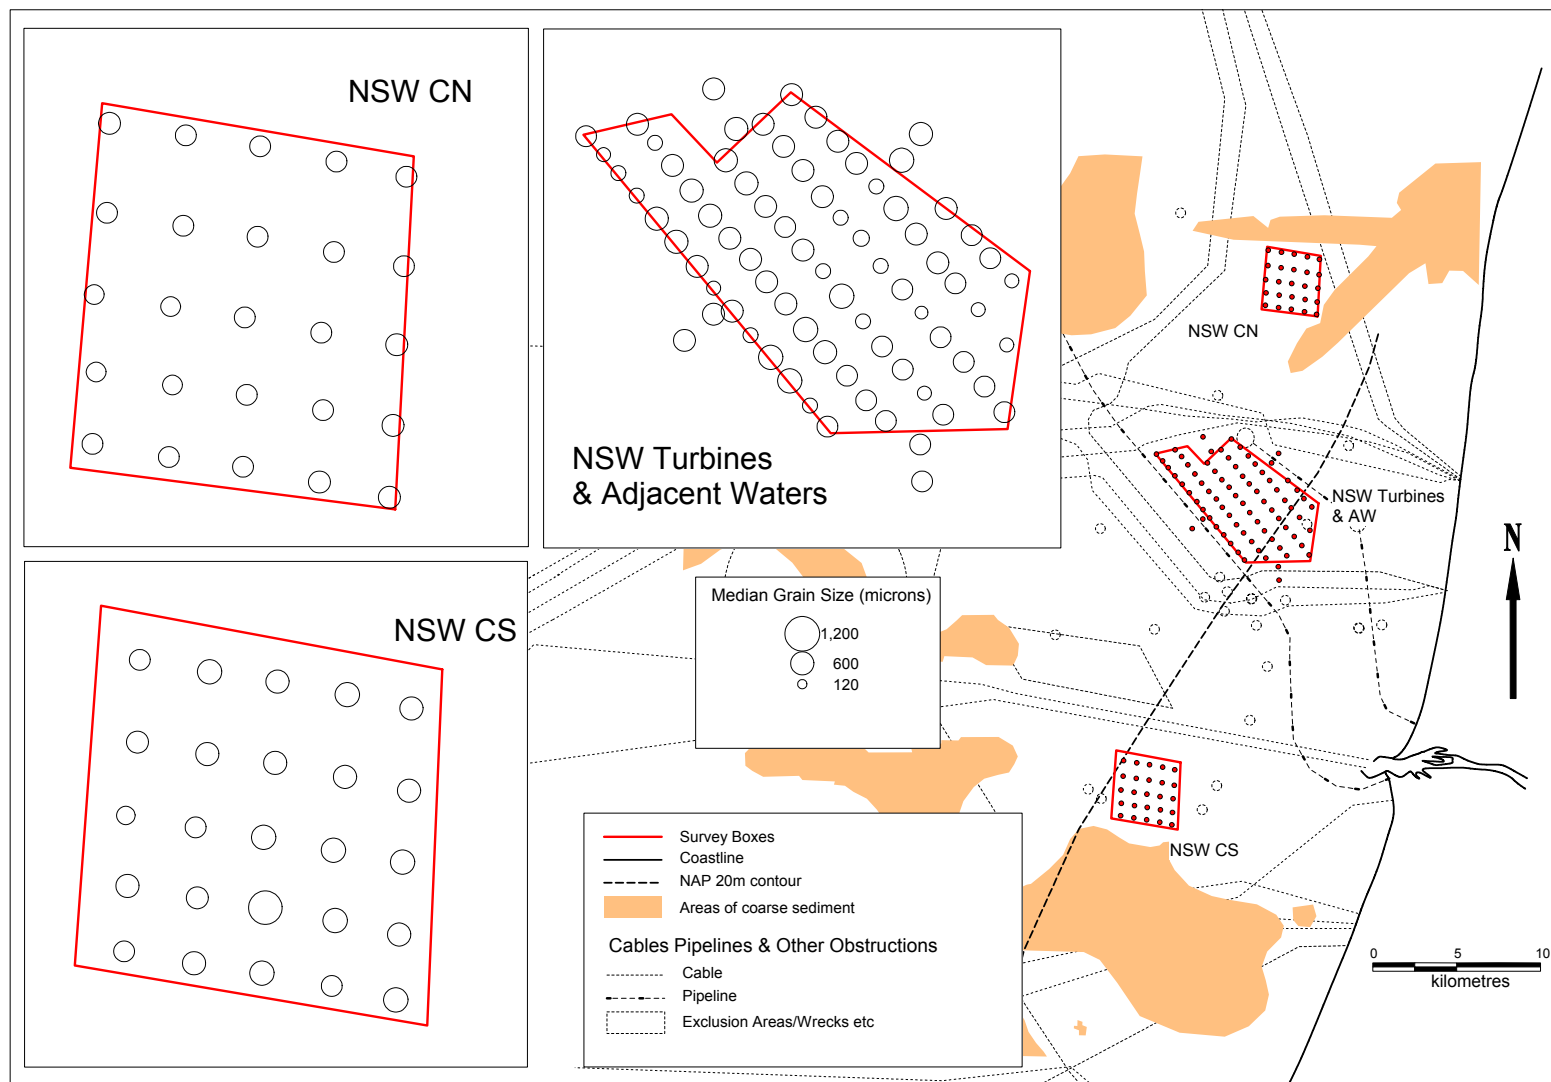 NSW CN
NSW Turbines
& Adjacent Waters
NSW CS
Median Grain Size (microns)
1,200
600
120
Survey Boxes
Coastline
NAP 20m contour
Areas of coarse sediment
Cables Pipelines & Other Obstructions
Cable
Pipeline
Exclusion Areas/Wrecks etc
NSW CN
NSW Turbines
& AW
NSW CS
N
0 5 10
kilometres